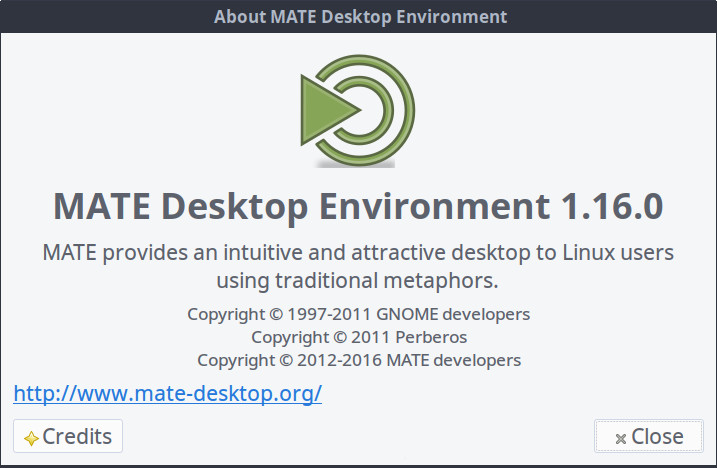 About MATE Desktop Environment
MATE Desktop Environment 1.16.0
MATE provides an intuitive and attractive desktop to Linux users
using traditional metaphors.
Copyright © 1997-2011 GNOME developers
Copyright © 2011 Perberos
Copyright © 2012-2016 MATE developers
http://www.mate-desktop.org/
Credits
Close